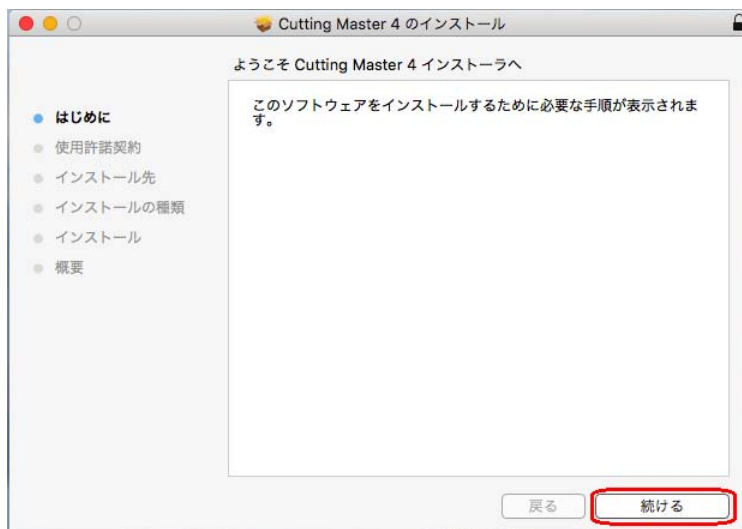 Cutting Master 4 のインストール
ようこそ Cutting Master 4 インストーラへ
はじめに
使用許諾契約
インストール先
インストールの種類
インストール
概要
このソフトウェアをインストールするために必要な手順が表示されま
す。
戻る
続ける